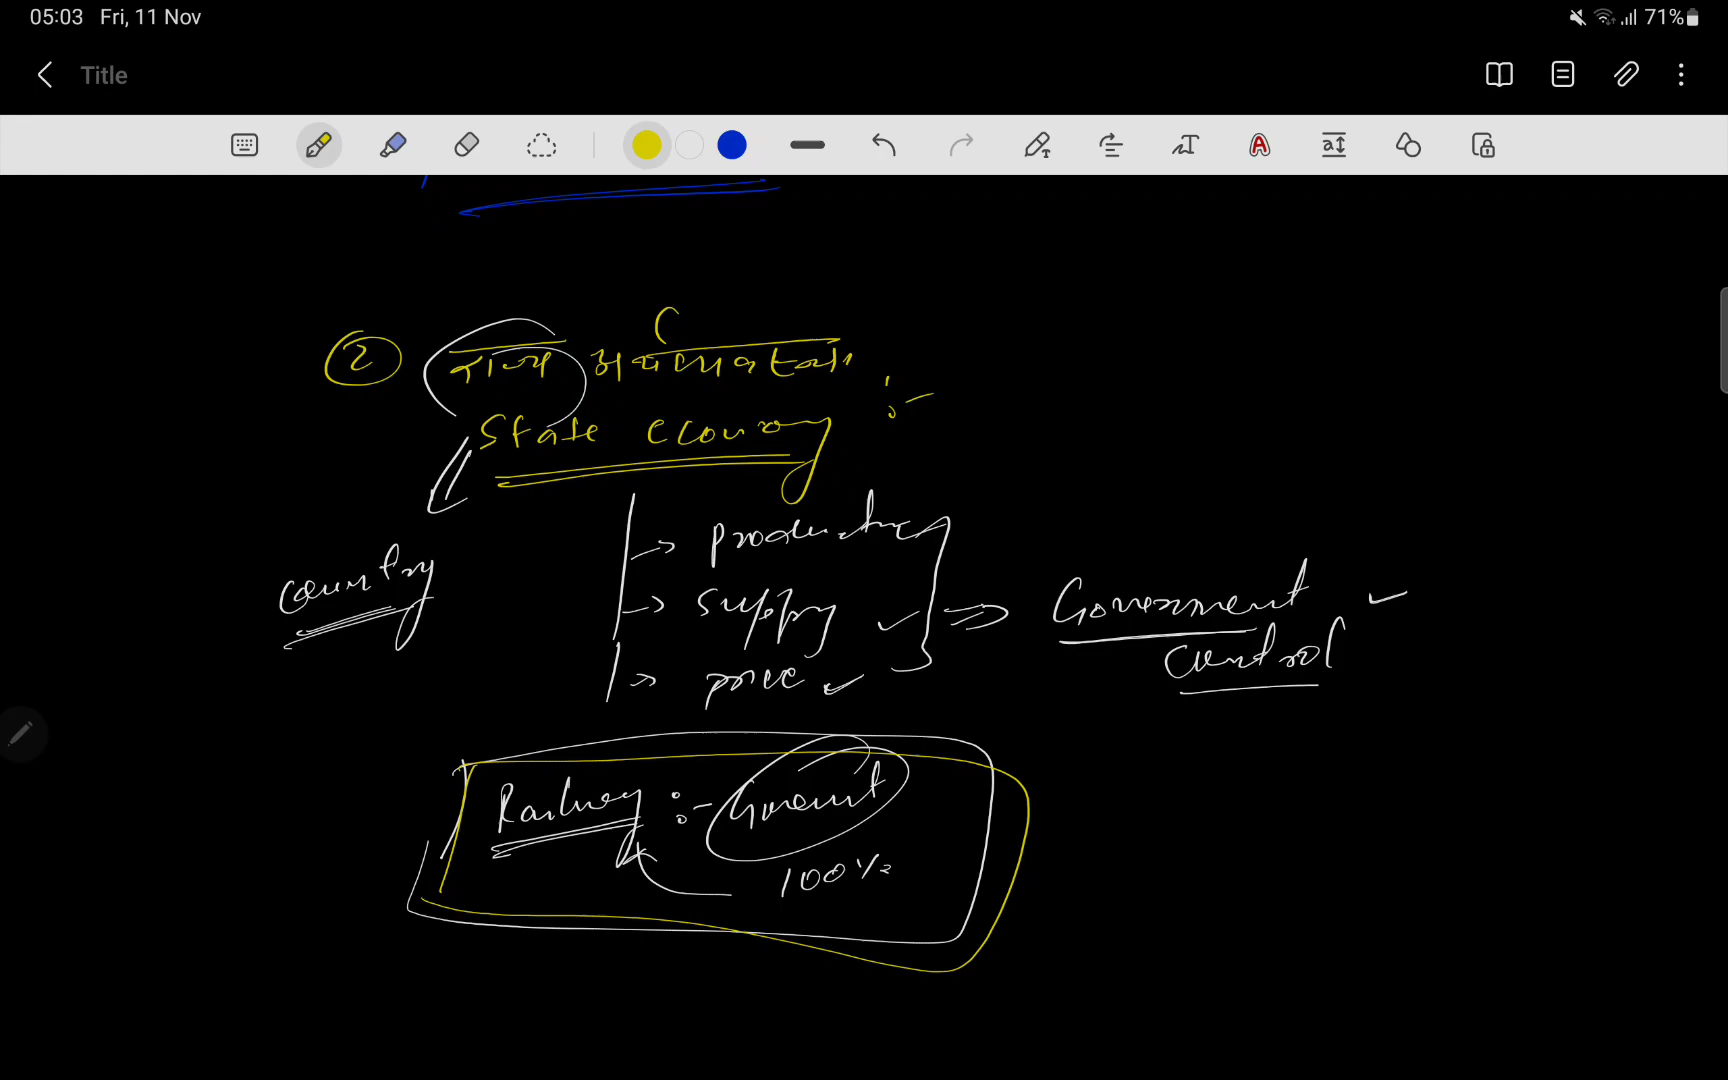 05:03 Fri, 11 Nov
71%
Title
② राज्य अर्थव्यवस्था :-
State economy
country
→ production
→ supply ✓
→ price ✓
⇒ Government ✓
control
Railway :- Goverment
100%